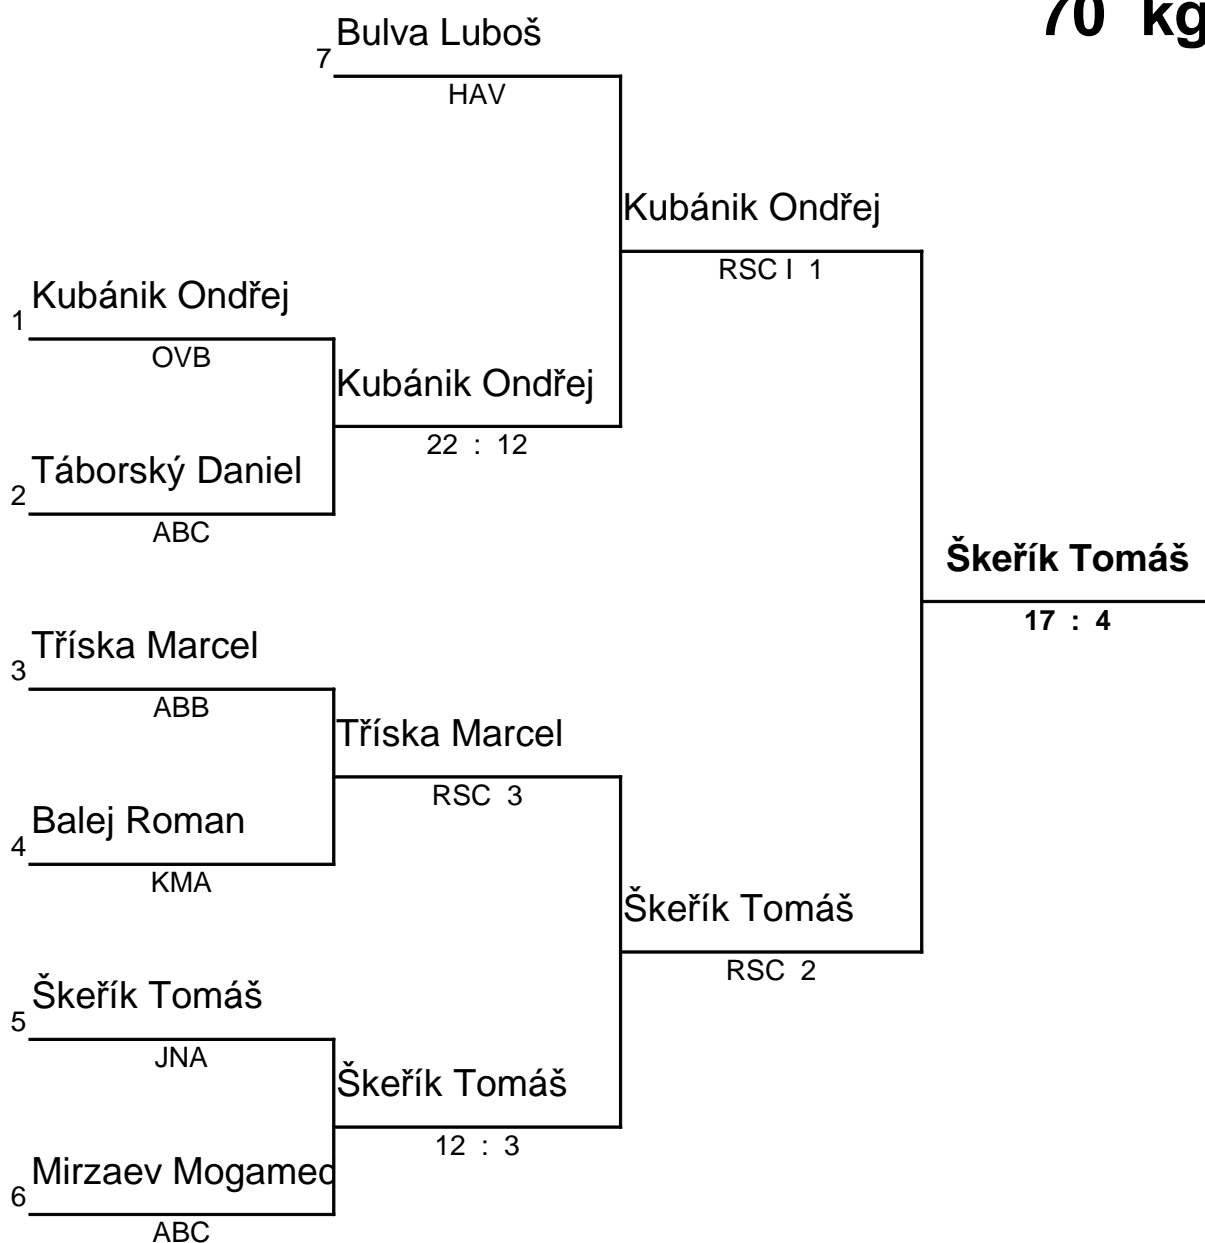 70 kg
Bulva Luboš
7
HAV
Kubánik Ondřej
RSC I 1
Kubánik Ondřej
1
OVB
Kubánik Ondřej
22 : 12
Táborský Daniel
2
ABC
Škeřík Tomáš
17 : 4
Tříska Marcel
3
ABB
Tříska Marcel
RSC 3
Balej Roman
4
KMA
Škeřík Tomáš
RSC 2
Škeřík Tomáš
5
JNA
Škeřík Tomáš
12 : 3
Mirzaev Mogamed
6
ABC